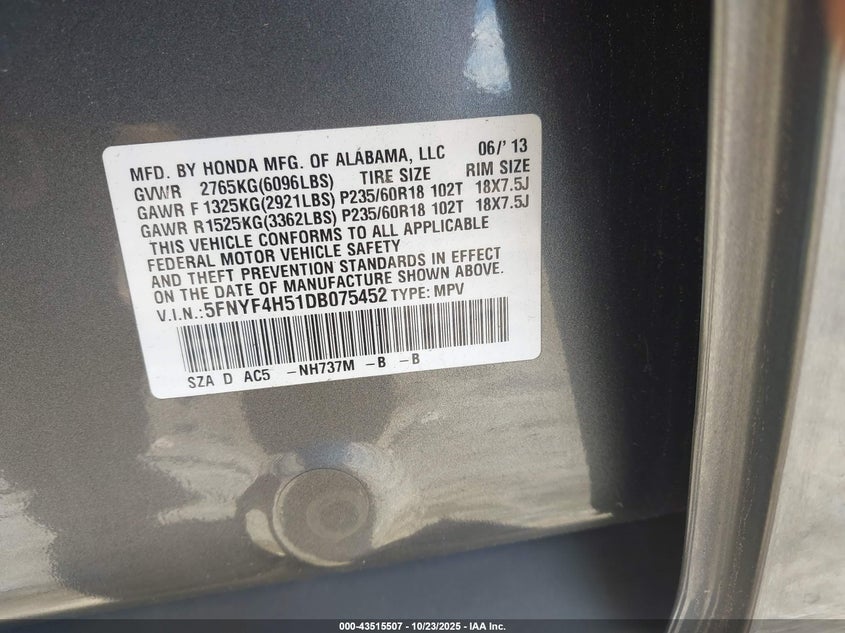 MFD. BY HONDA MFG. OF ALABAMA, LLC 06/' 13
GVWR 2765KG(6096LBS) TIRE SIZE RIM SIZE
GAWR F 1325KG(2921LBS) P235/60R18 102T 18X7.5J
GAWR R1525KG(3362LBS) P235/60R18 102T 18X7.5J
THIS VEHICLE CONFORMS TO ALL APPLICABLE
FEDERAL MOTOR VEHICLE SAFETY
AND THEFT PREVENTION STANDARDS IN EFFECT
ON THE DATE OF MANUFACTURE SHOWN ABOVE.
V.I.N.:5FNYF4H51DB075452 TYPE: MPV
SZA D AC5 -NH737M -B -B
000-43515507 - 10/23/2025 - IAA Inc.